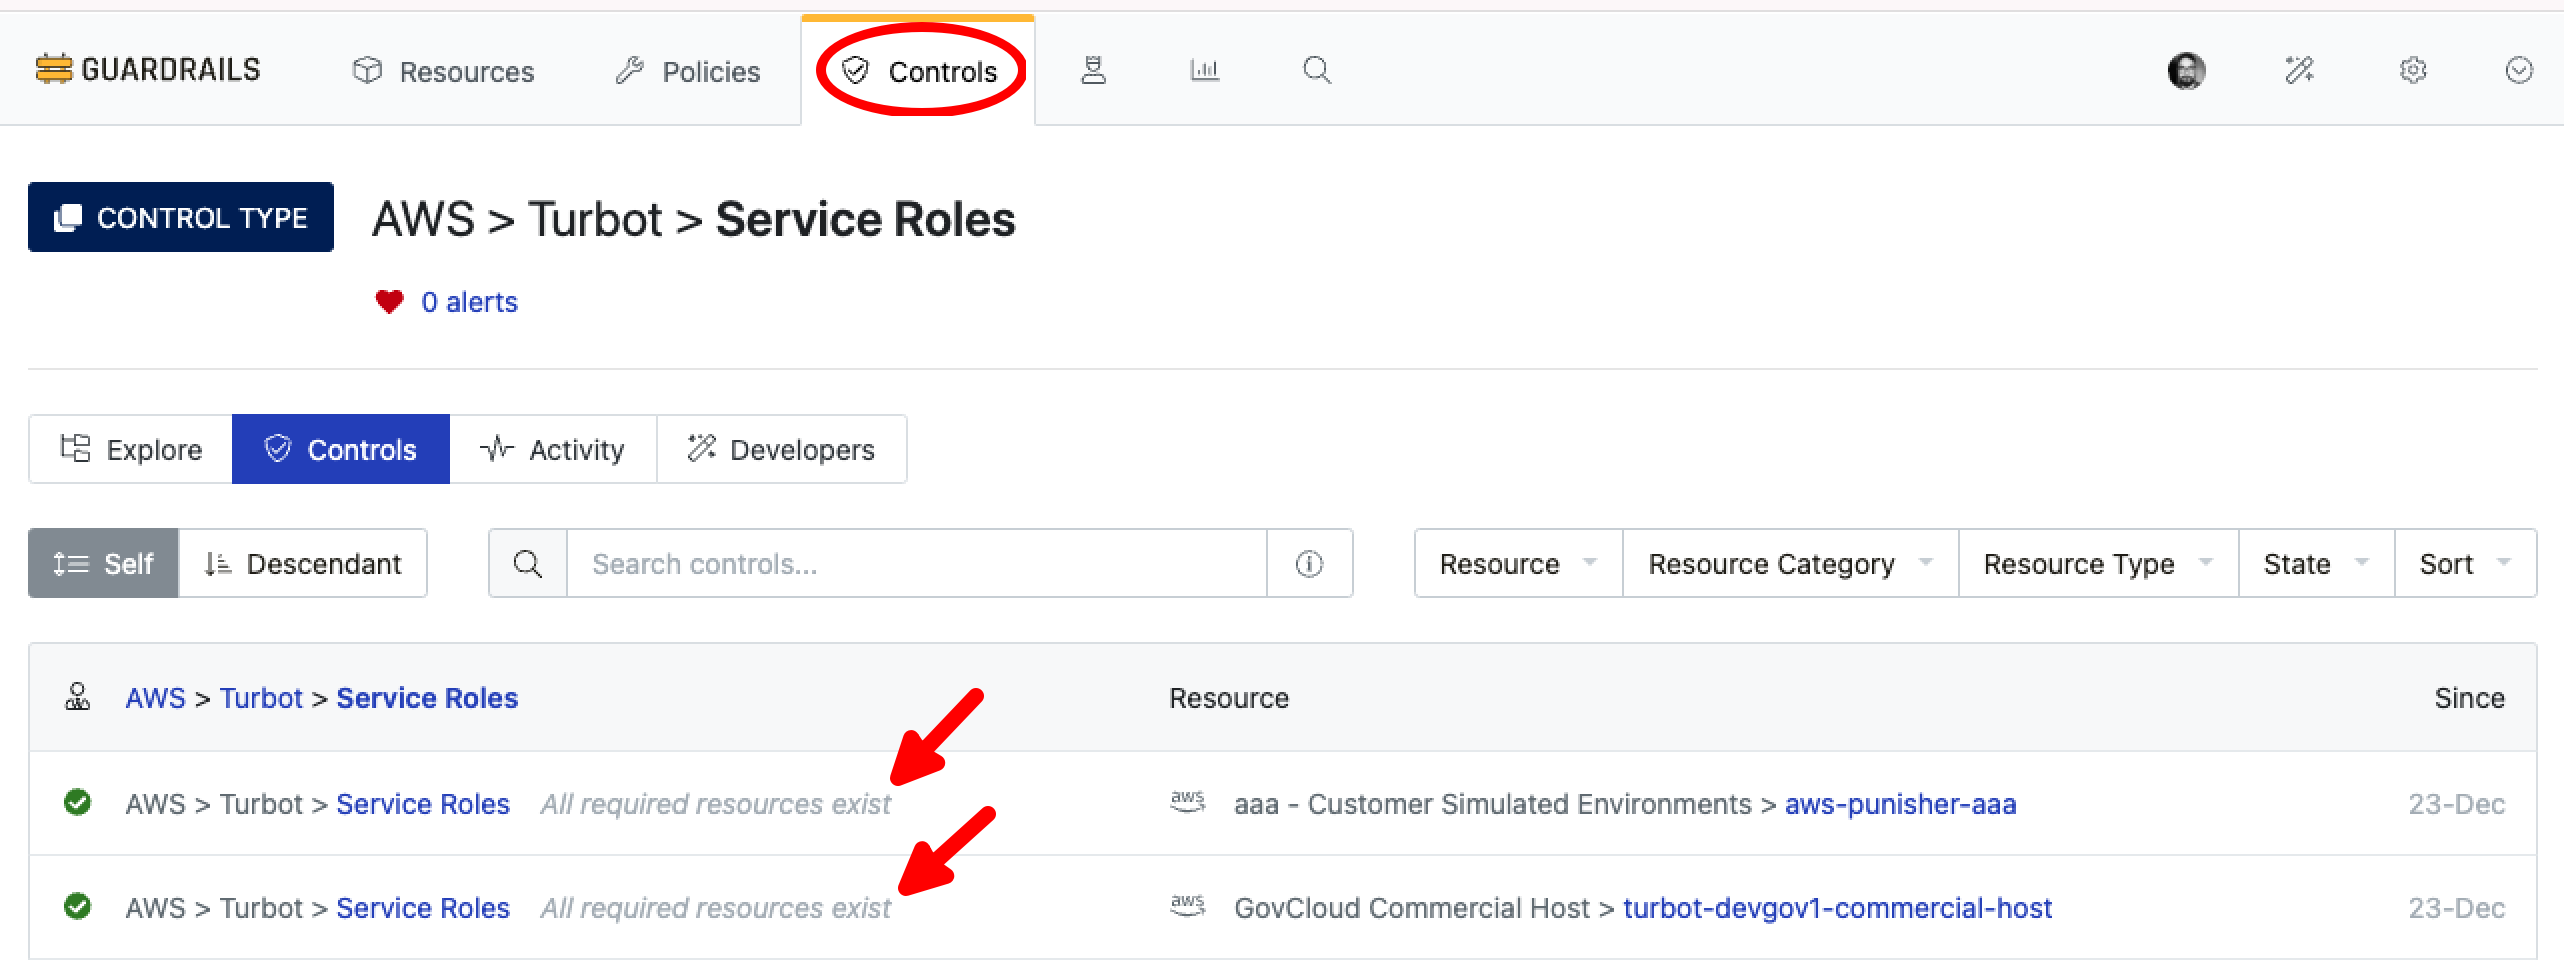 GUARDRAILS Resources Policies Controls
CONTROL TYPE AWS > Turbot > Service Roles
0 alerts
Explore Controls Activity Developers
Self Descendant Search controls... Resource Resource Category Resource Type State Sort
AWS > Turbot > Service Roles Resource Since
AWS > Turbot > Service Roles All required resources exist aws aaa - Customer Simulated Environments > aws-punisher-aaa 23-Dec
AWS > Turbot > Service Roles All required resources exist aws GovCloud Commercial Host > turbot-devgov1-commercial-host 23-Dec